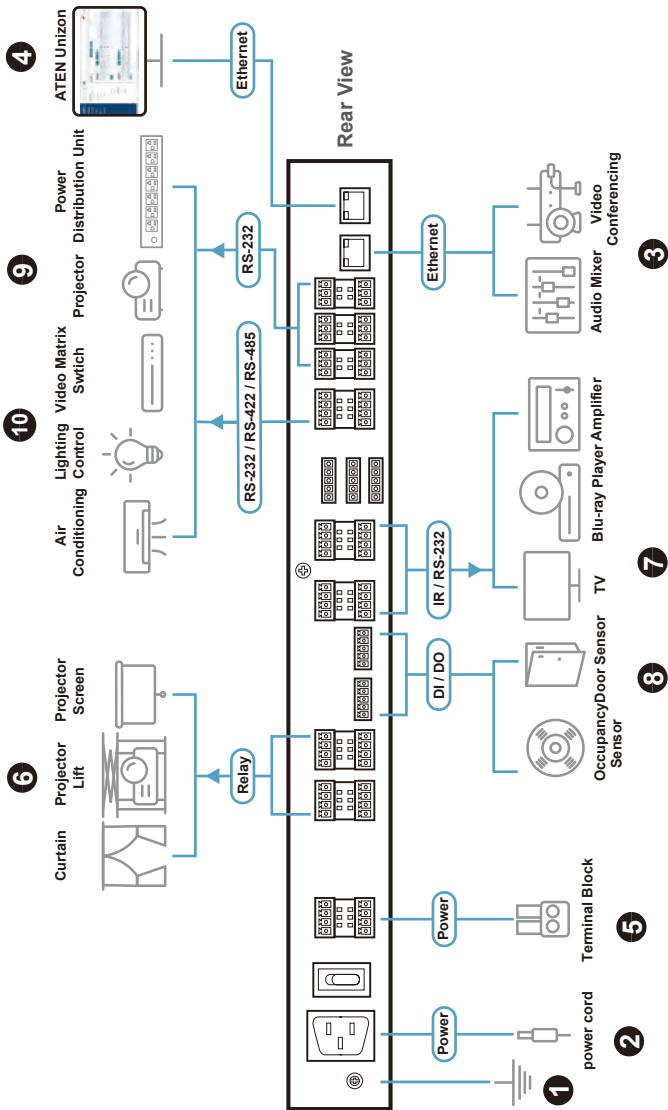 6
10
9
4
Curtain
Projector
Lift
Projector
Screen
Air
Conditioning
Lighting
Control
Video Matrix
Swtich
Projector
Power
Distribution Unit
ATEN Unizon
Relay
RS-232 / RS-422 / RS-485
RS-232
Ethernet
Rear View
Power
Power
DI / DO
IR / RS-232
Ethernet
power cord
Terminal Block
Occupancy
Sensor
Door Sensor
TV
Blu-ray Player
Amplifier
Audio Mixer
Video
Conferencing
1
2
5
8
7
3